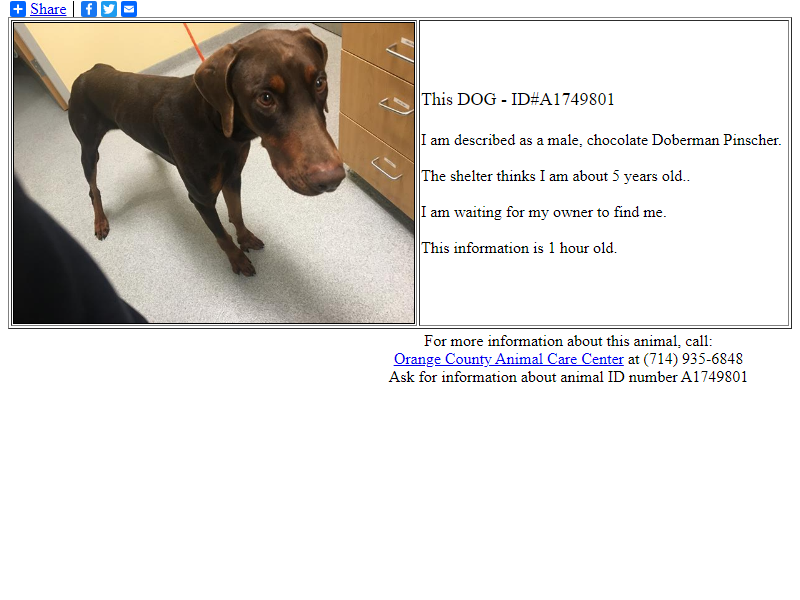 Share |
This DOG - ID#A1749801
I am described as a male, chocolate Doberman Pinscher.
The shelter thinks I am about 5 years old..
I am waiting for my owner to find me.
This information is 1 hour old.
For more information about this animal, call:
Orange County Animal Care Center at (714) 935-6848
Ask for information about animal ID number A1749801